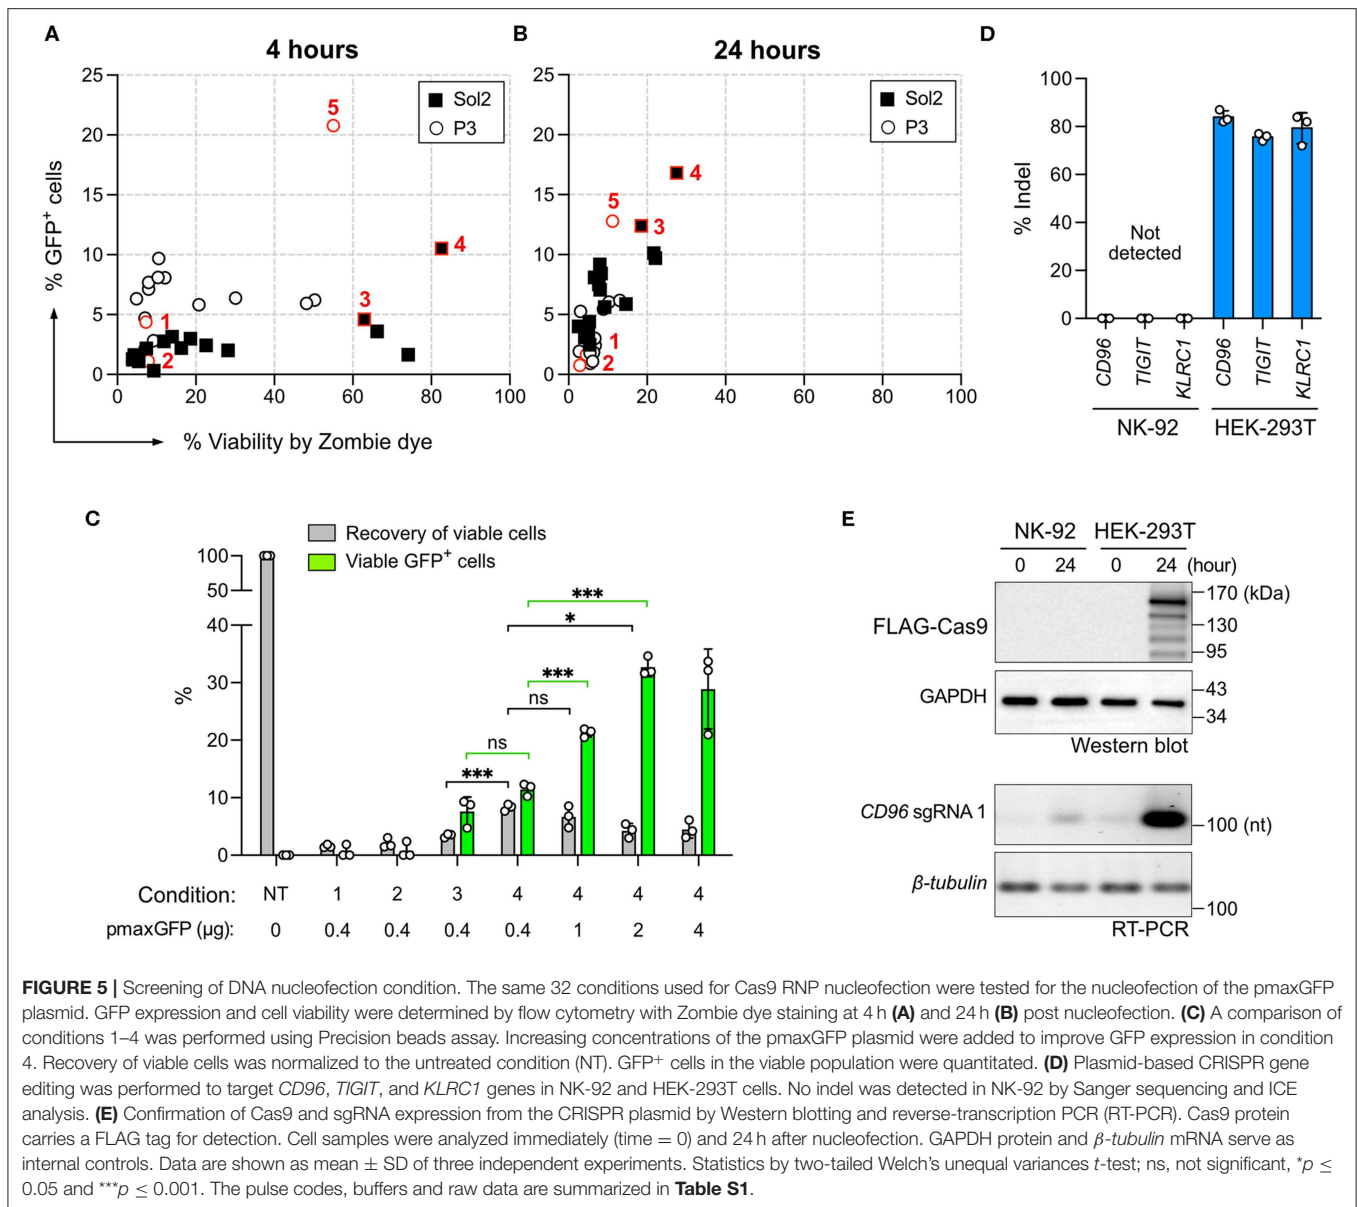 A
4 hours
25
20
15
10
5
0
0 20 40 60 80 100
% GFP+ cells
% Viability by Zombie dye
Sol2
P3
5
4
3
1
2
B
24 hours
25
20
15
10
5
0
0 20 40 60 80 100
Sol2
P3
4
5
3
1
2
D
100
80
60
40
20
0
% Indel
Not
detected
CD96 TIGIT KLRC1 CD96 TIGIT KLRC1
NK-92 HEK-293T
C
Recovery of viable cells
Viable GFP+ cells
100
50
40
30
20
10
0
%
***
*
***
ns
ns
***
Condition: NT 1 2 3 4 4 4 4
pmaxGFP (µg): 0 0.4 0.4 0.4 0.4 1 2 4
E
NK-92 HEK-293T
0 24 0 24 (hour)
FLAG-Cas9
170 (kDa)
130
95
GAPDH
43
34
Western blot
CD96 sgRNA 1
100 (nt)
β-tubulin
100
RT-PCR
FIGURE 5 | Screening of DNA nucleofection condition. The same 32 conditions used for Cas9 RNP nucleofection were tested for the nucleofection of the pmaxGFP
plasmid. GFP expression and cell viability were determined by flow cytometry with Zombie dye staining at 4 h (A) and 24 h (B) post nucleofection. (C) A comparison of
conditions 1–4 was performed using Precision beads assay. Increasing concentrations of the pmaxGFP plasmid were added to improve GFP expression in condition
4. Recovery of viable cells was normalized to the untreated condition (NT). GFP+ cells in the viable population were quantitated. (D) Plasmid-based CRISPR gene
editing was performed to target CD96, TIGIT, and KLRC1 genes in NK-92 and HEK-293T cells. No indel was detected in NK-92 by Sanger sequencing and ICE
analysis. (E) Confirmation of Cas9 and sgRNA expression from the CRISPR plasmid by Western blotting and reverse-transcription PCR (RT-PCR). Cas9 protein
carries a FLAG tag for detection. Cell samples were analyzed immediately (time = 0) and 24 h after nucleofection. GAPDH protein and β-tubulin mRNA serve as
internal controls. Data are shown as mean ± SD of three independent experiments. Statistics by two-tailed Welch's unequal variances t-test; ns, not significant, *p ≤
0.05 and ***p ≤ 0.001. The pulse codes, buffers and raw data are summarized in Table S1.